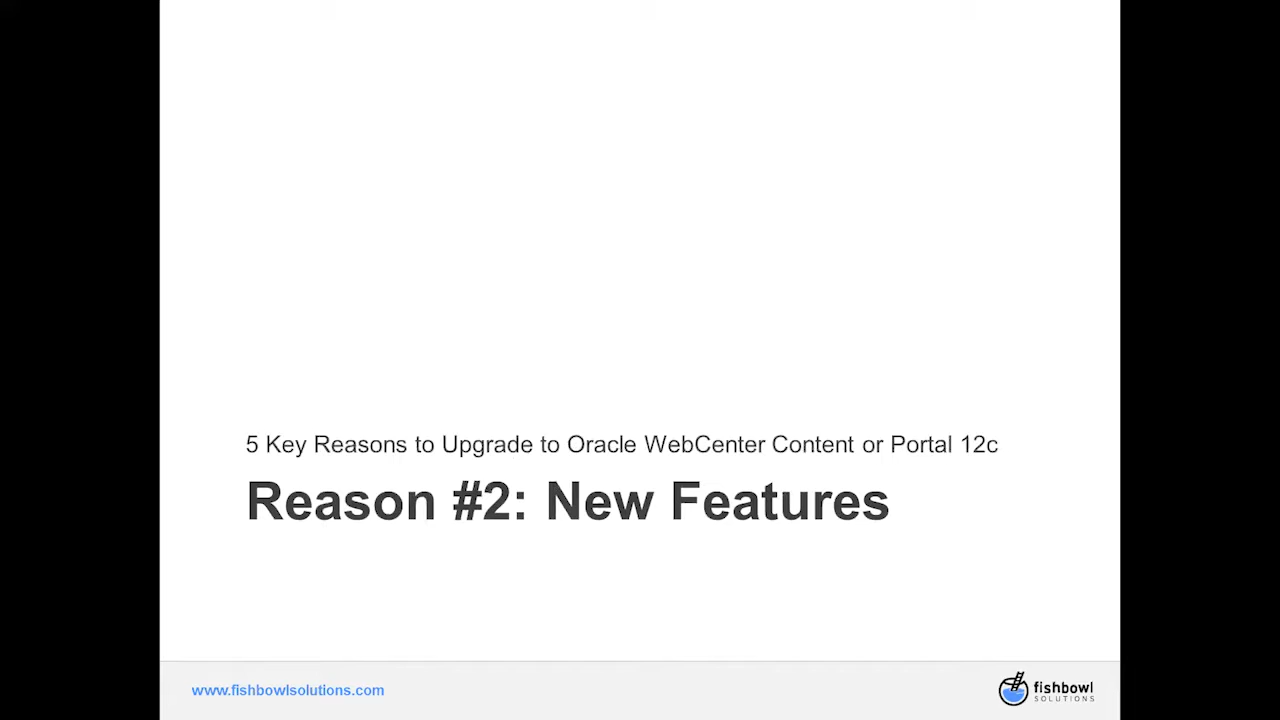 5 Key Reasons to Upgrade to Oracle WebCenter Content or Portal 12c
Reason #2: New Features
www.fishbowlsolutions.com
fishbowl
SOLUTIONS